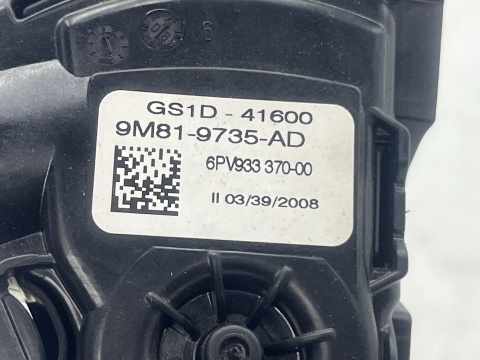 GS1D - 41600
9M81-9735-AD
6PV933 370-00
II 03/39/2008